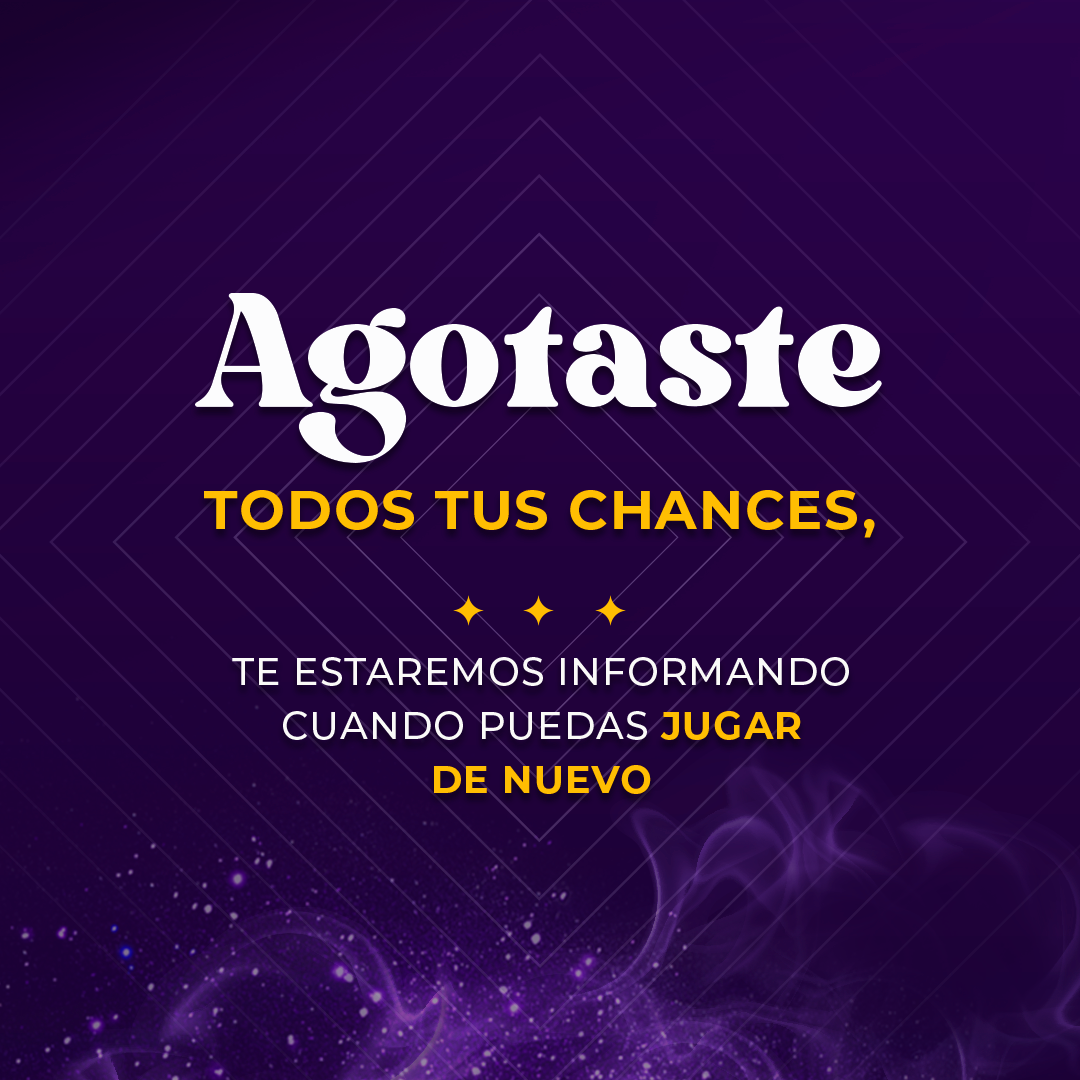 Agotaste
TODOS TUS CHANCES,
TE ESTAREMOS INFORMANDO
CUANDO PUEDAS JUGAR
DE NUEVO